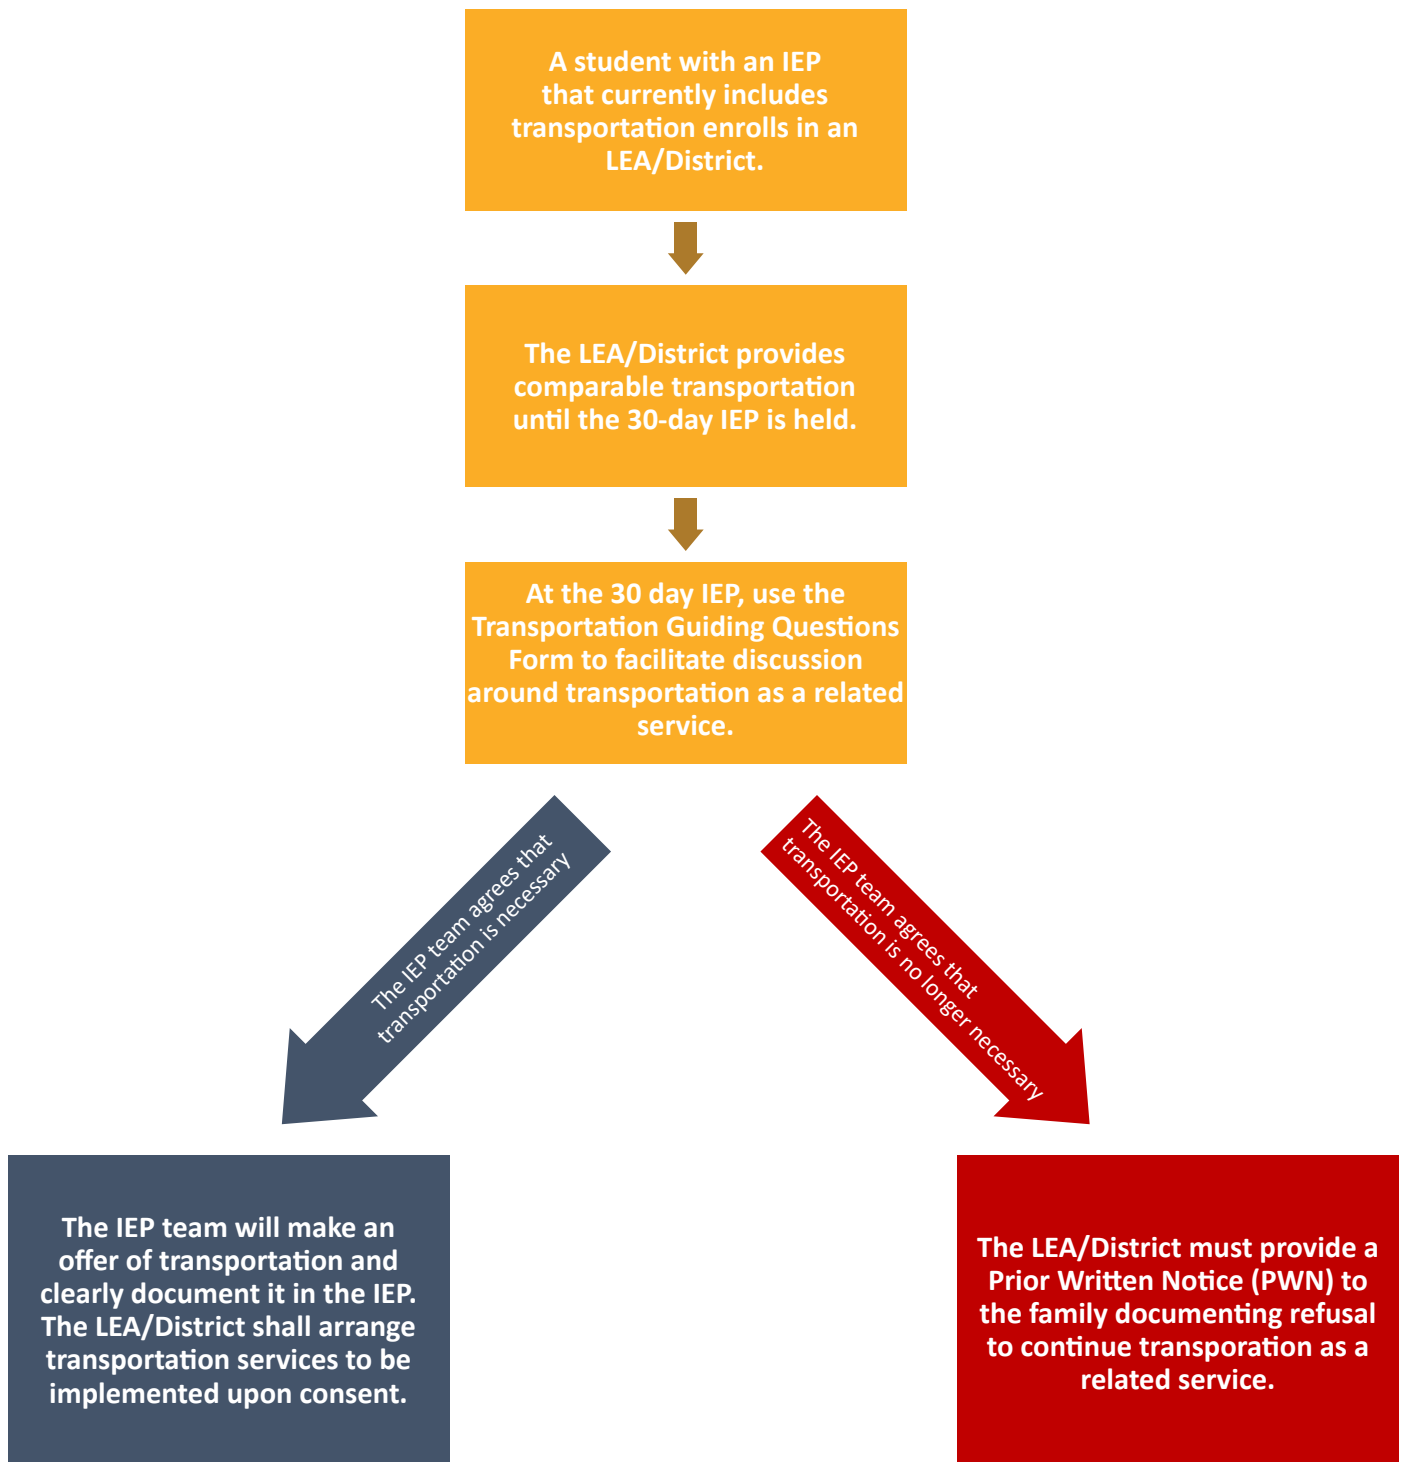 A student with an IEP
that currently includes
transportation enrolls in an
LEA/District.
The LEA/District provides
comparable transportation
until the 30-day IEP is held.
At the 30 day IEP, use the
Transportation Guiding Questions
Form to facilitate discussion
around transportation as a related
service.
The IEP team agrees that
transportation is necessary
The IEP team agrees that
transportation is no longer necessary
The IEP team will make an
offer of transportation and
clearly document it in the IEP.
The LEA/District shall arrange
transportation services to be
implemented upon consent.
The LEA/District must provide a
Prior Written Notice (PWN) to
the family documenting refusal
to continue transporation as a
related service.